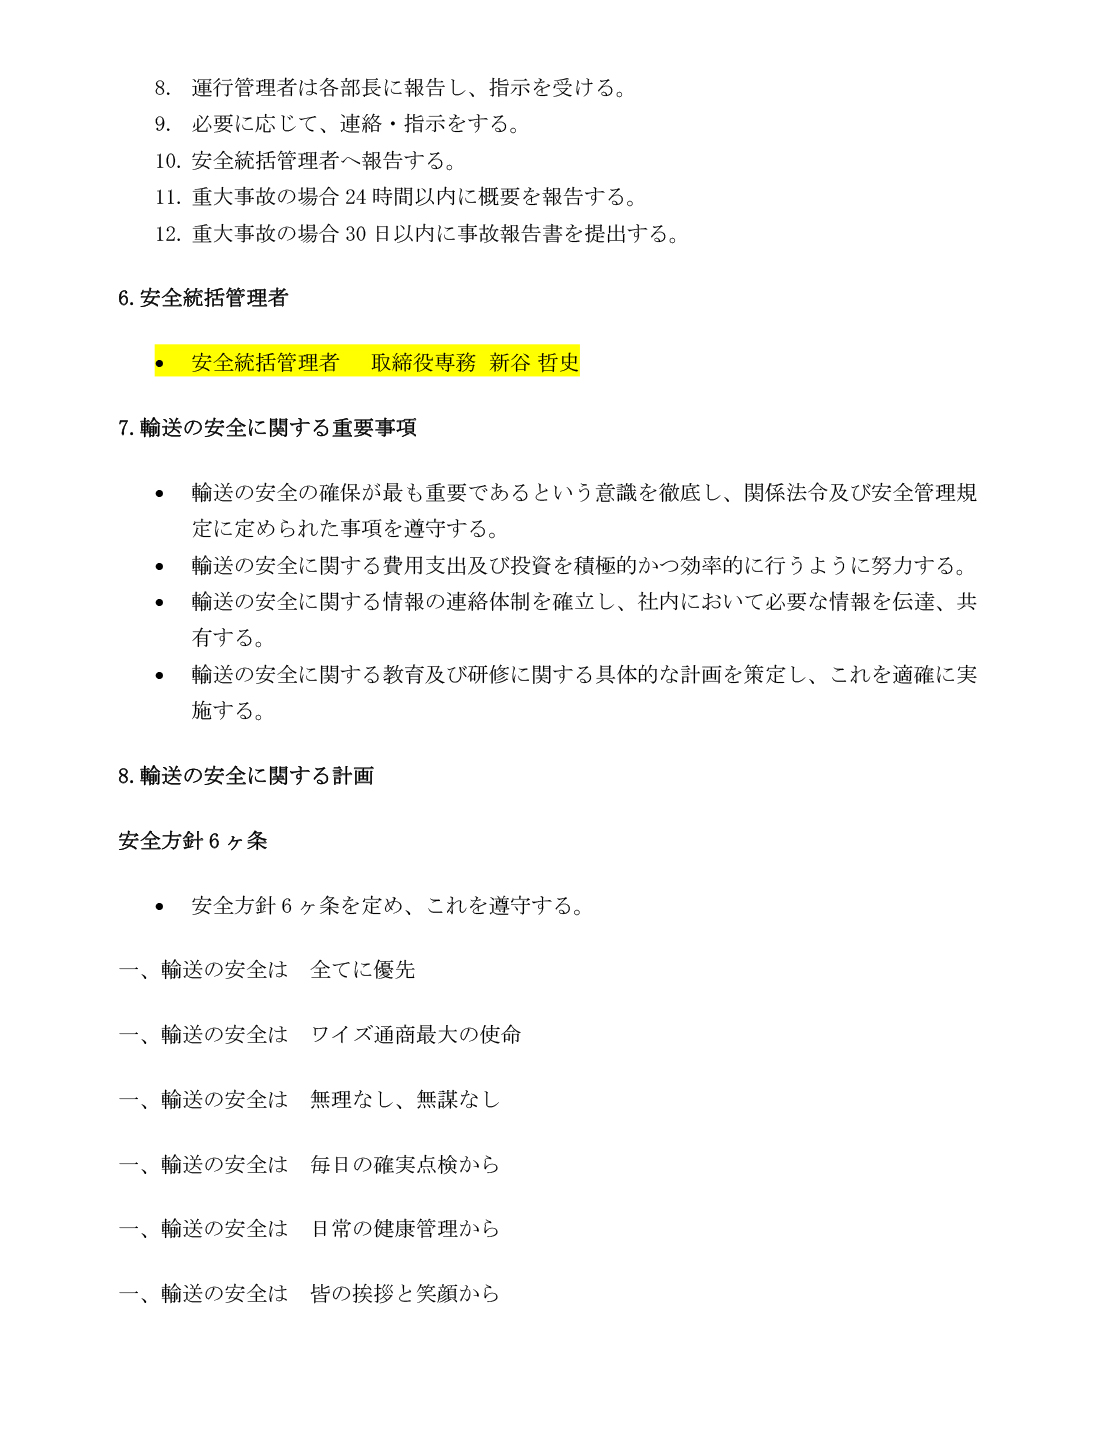 8. 運行管理者は各部長に報告し、指示を受ける。
9. 必要に応じて、連絡・指示をする。
10. 安全統括管理者へ報告する。
11. 重大事故の場合 24 時間以内に概要を報告する。
12. 重大事故の場合 30 日以内に事故報告書を提出する。
6. 安全統括管理者
• 安全統括管理者　 取締役専務 新谷 哲史
7. 輸送の安全に関する重要事項
• 輸送の安全の確保が最も重要であるという意識を徹底し、関係法令及び安全管理規
定に定められた事項を遵守する。
• 輸送の安全に関する費用支出及び投資を積極的かつ効率的に行うように努力する。
• 輸送の安全に関する情報の連絡体制を確立し、社内において必要な情報を伝達、共
有する。
• 輸送の安全に関する教育及び研修に関する具体的な計画を策定し、これを適確に実
施する。
8. 輸送の安全に関する計画
安全方針 6 ヶ条
• 安全方針 6 ヶ条を定め、これを遵守する。
一、輸送の安全は　全てに優先
一、輸送の安全は　ワイズ通商最大の使命
一、輸送の安全は　無理なし、無謀なし
一、輸送の安全は　毎日の確実点検から
一、輸送の安全は　日常の健康管理から
一、輸送の安全は　皆の挨拶と笑顔から